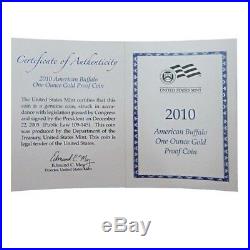 Certificate of Authenticity
2010 American Buffalo
One Ounce Gold Proof Coin
The United States Mint certifies that this
coin is a genuine coin, struck in accor-
dance with legislation passed by Congress
and signed by the President on
December 22, 2005 (Public Law 109-145).
This coin was produced by the Department
of the Treasury, United States Mint. This
coin is legal tender of the United States.
Edmund C. Moy
Director, United States Mint
UNITED STATES MINT
2010
American Buffalo
One Ounce Gold
Proof Coin